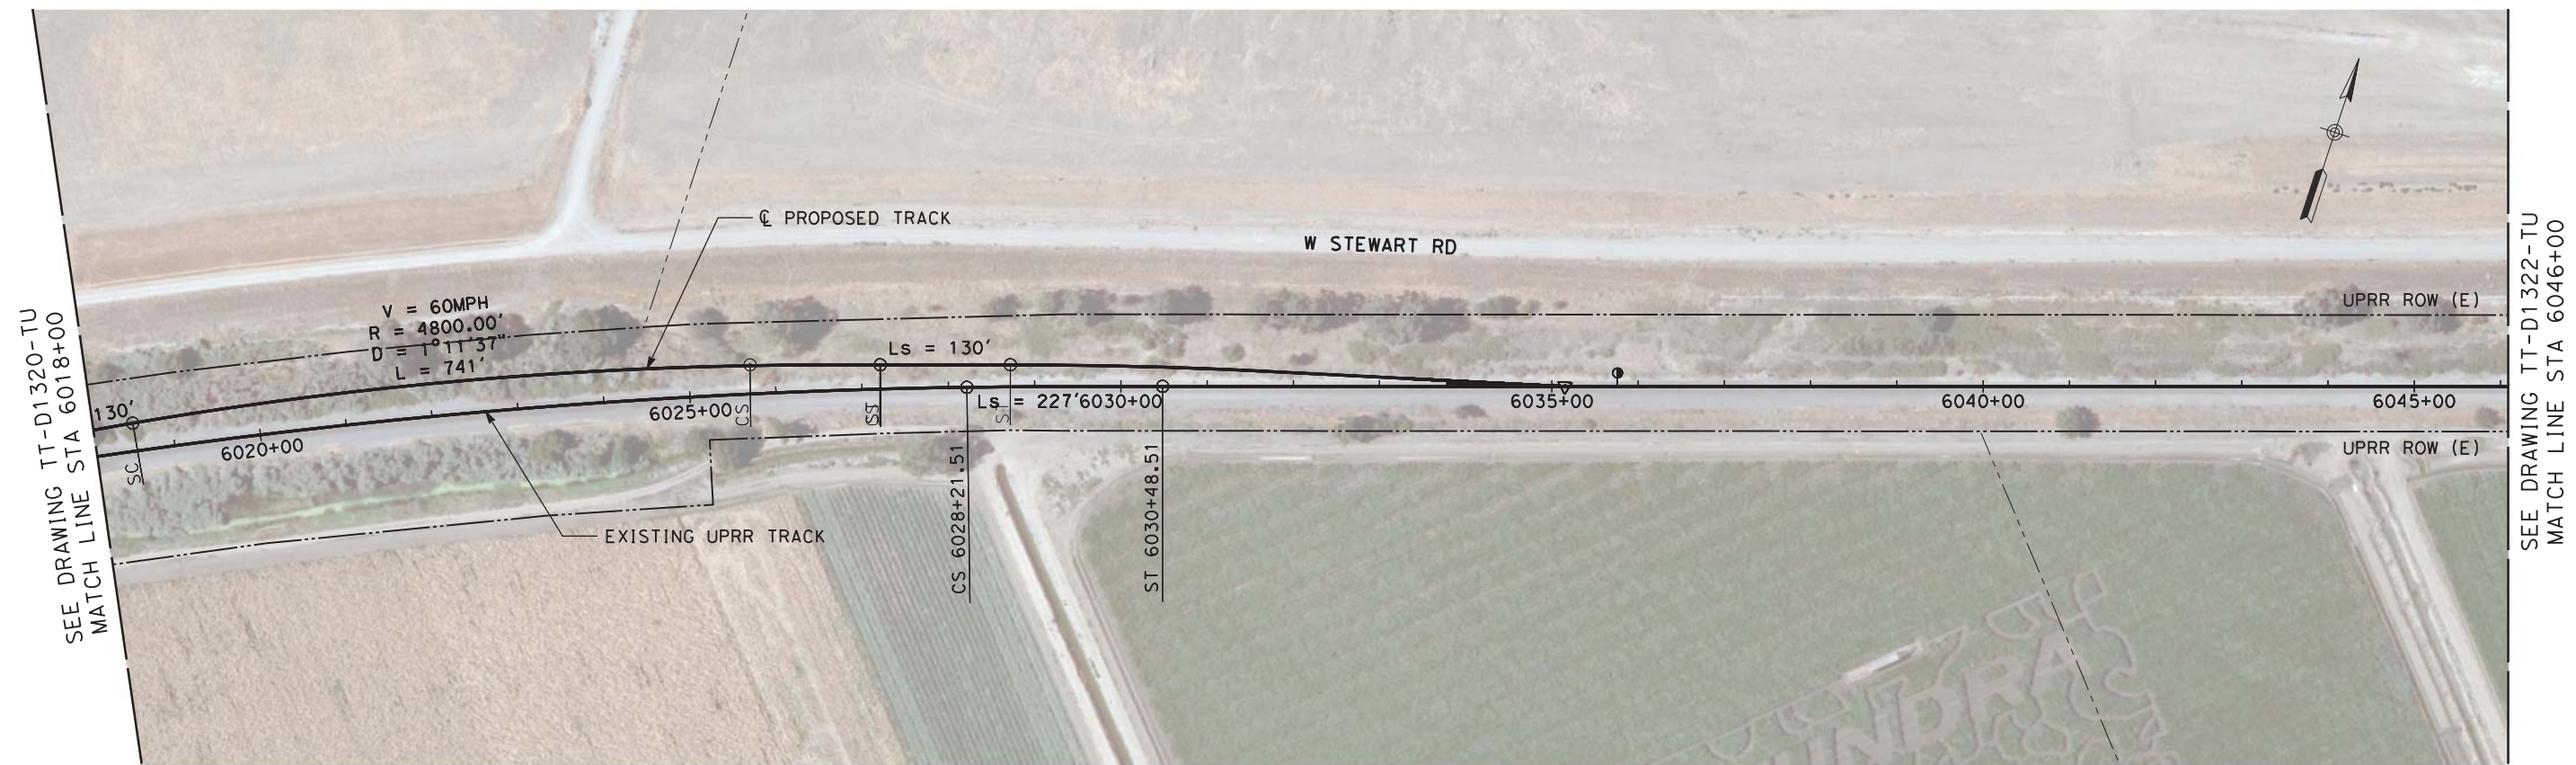 SEE DRAWING TT-D1320-TU
MATCH LINE STA 6018+00
V = 60MPH
R = 4800.00'
D = 1°11'37"
L = 741'
130'
SC
6020+00
℄ PROPOSED TRACK
EXISTING UPRR TRACK
6025+00
CS
Ls = 130'
Ls = 227'
CS 6028+21.51
ST
6030+00
ST 6030+48.51
W STEWART RD
6035+00
6040+00
6045+00
UPRR ROW (E)
UPRR ROW (E)
SEE DRAWING TT-D1322-TU
MATCH LINE STA 6046+00